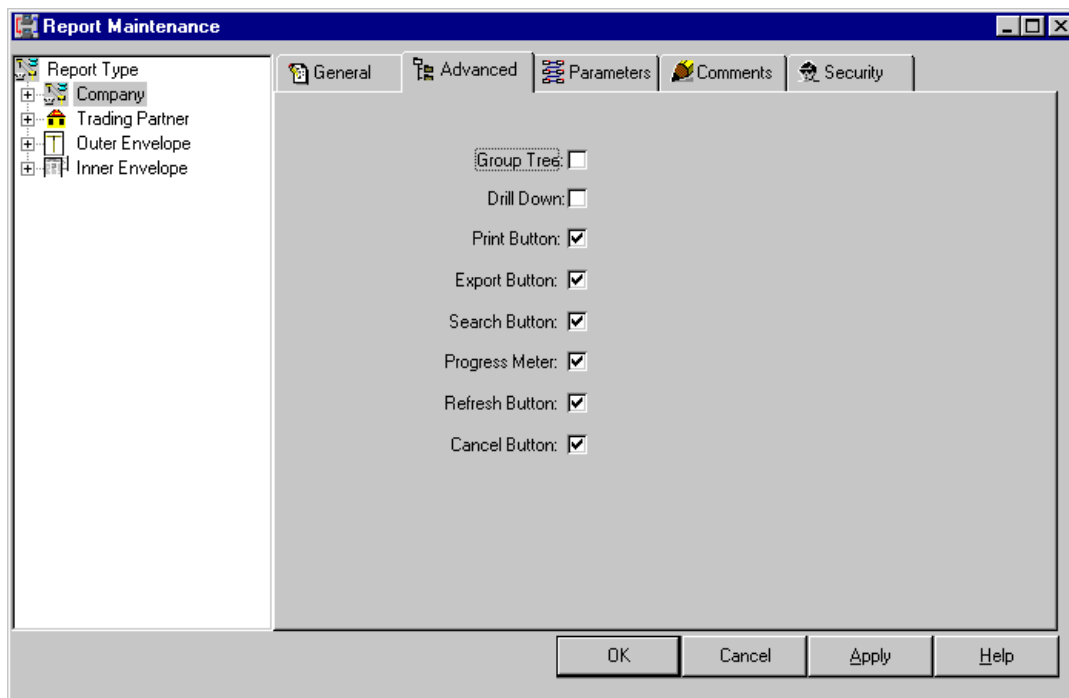 Report Maintenance
Report Type
Company
Trading Partner
Outer Envelope
Inner Envelope
General
Advanced
Parameters
Comments
Security
Group Tree:
Drill Down:
Print Button:
Export Button:
Search Button:
Progress Meter:
Refresh Button:
Cancel Button:
OK
Cancel
Apply
Help